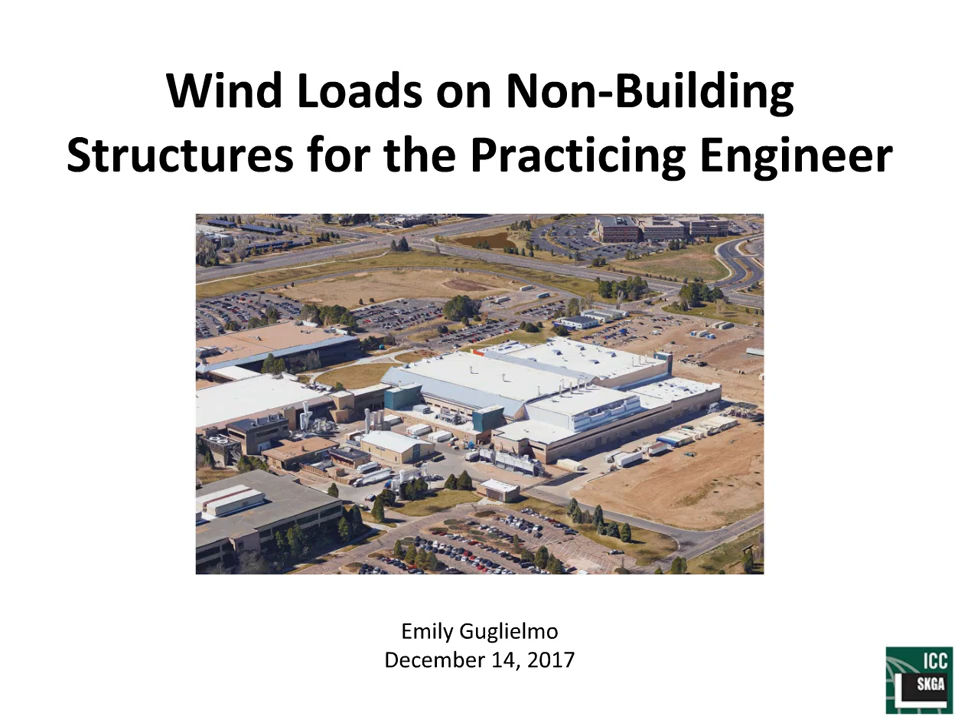 Wind Loads on Non-Building
Structures for the Practicing Engineer
Emily Guglielmo
December 14, 2017
ICC
SKGA